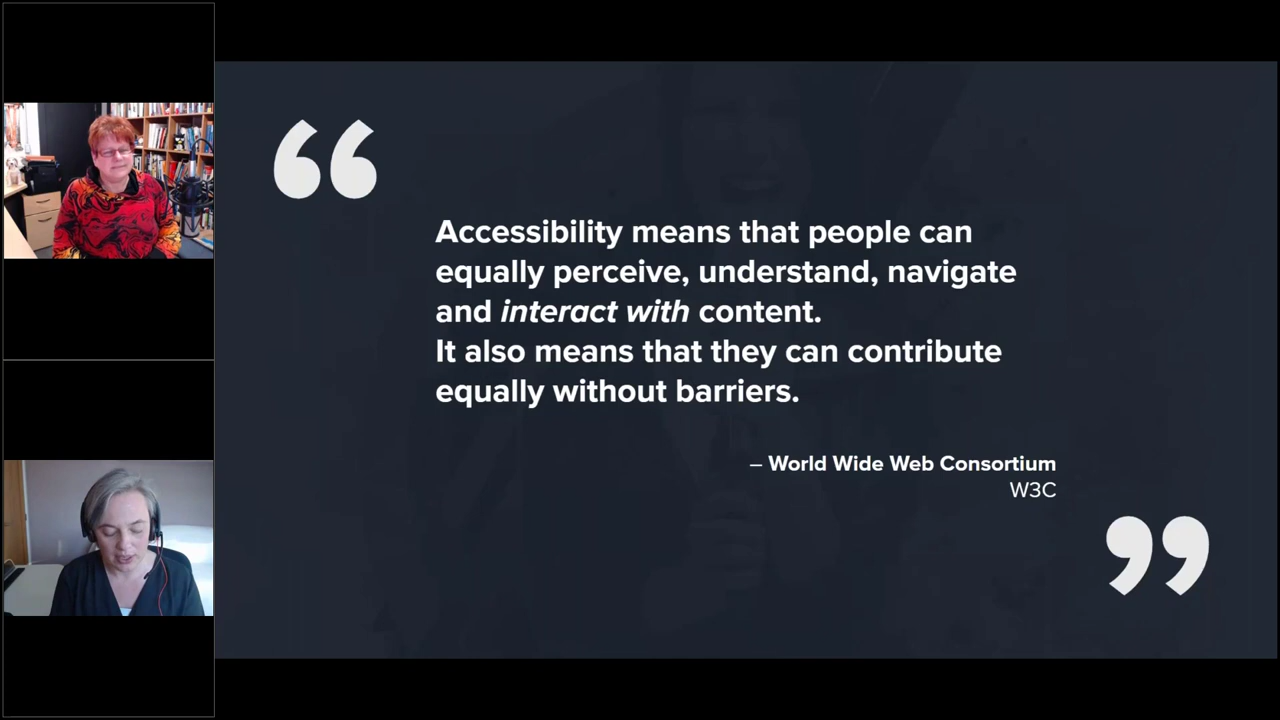 “
Accessibility means that people can
equally perceive, understand, navigate
and interact with content.
It also means that they can contribute
equally without barriers.
– World Wide Web Consortium
W3C
”